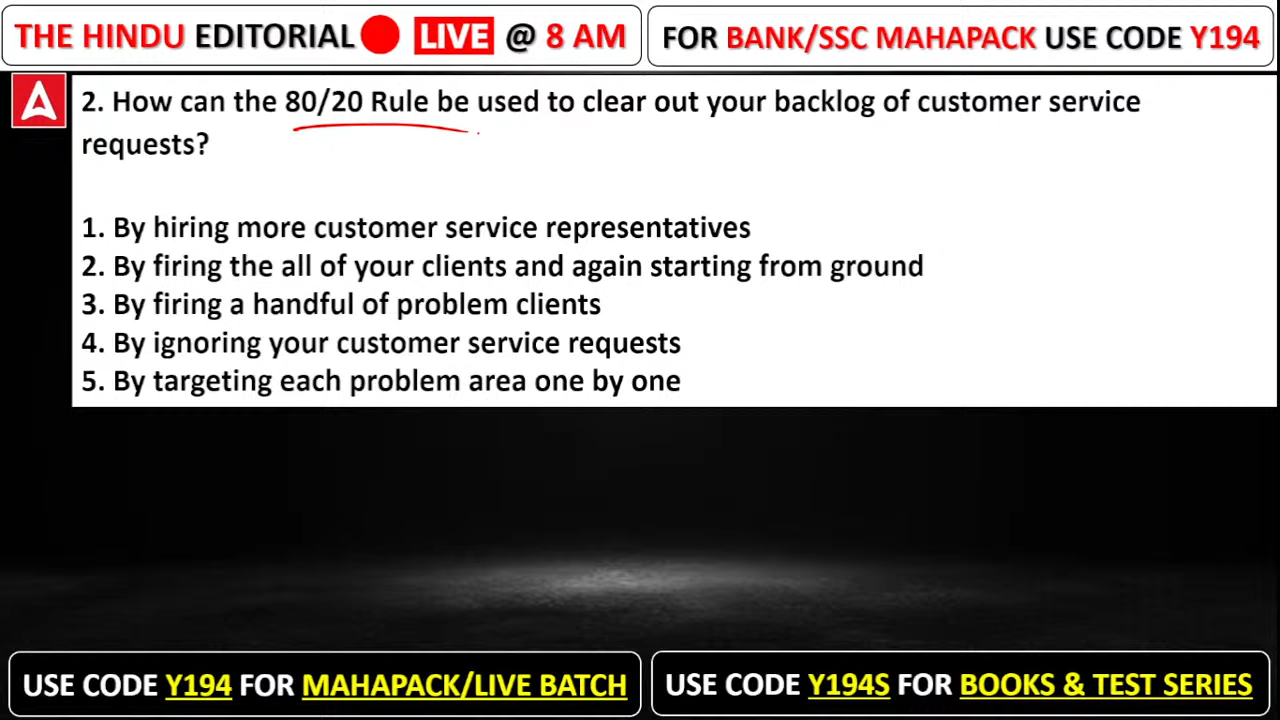 THE HINDU EDITORIAL LIVE @ 8 AM
FOR BANK/SSC MAHAPACK USE CODE Y194
2. How can the 80/20 Rule be used to clear out your backlog of customer service
requests?
1. By hiring more customer service representatives
2. By firing the all of your clients and again starting from ground
3. By firing a handful of problem clients
4. By ignoring your customer service requests
5. By targeting each problem area one by one
USE CODE Y194 FOR MAHAPACK/LIVE BATCH
USE CODE Y194S FOR BOOKS & TEST SERIES